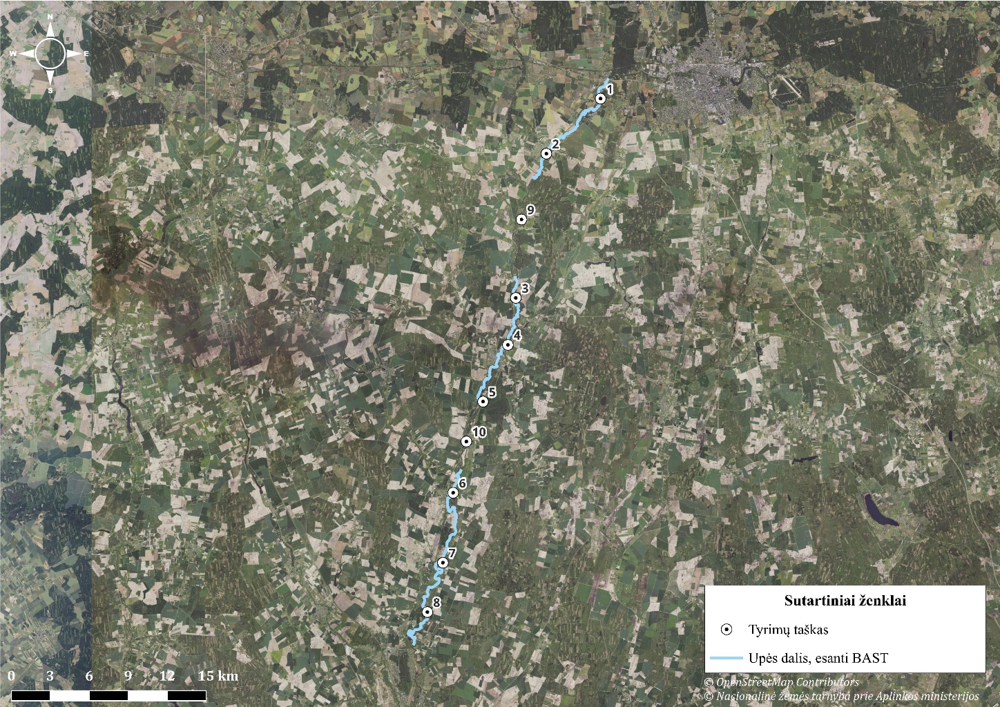 N
W E
S
1
2
9
3
4
5
10
6
7
8
Sutartiniai ženklai
Tyrimų taškas
Upės dalis, esanti BAST
0 3 6 9 12 15 km
© OpenStreetMap Contributors
© Nacionalinė žemės tarnyba prie Aplinkos ministerijos